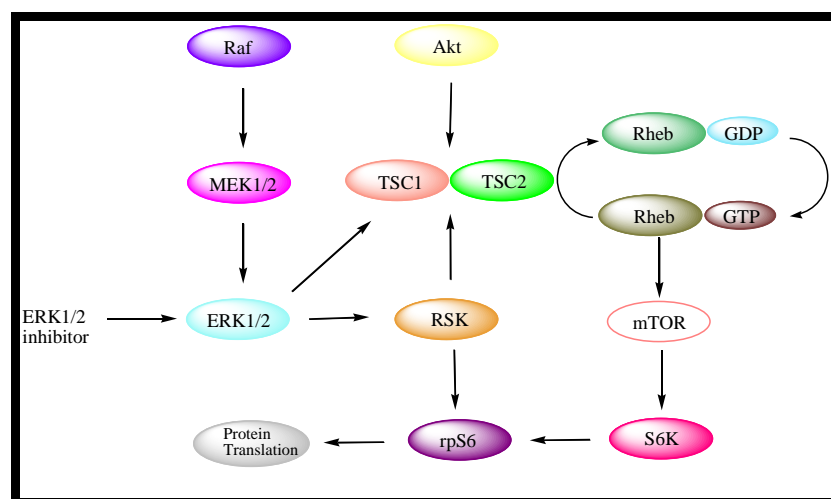 Raf
Akt
Rheb
GDP
MEK1/2
TSC1
TSC2
Rheb
GTP
ERK1/2
inhibitor
ERK1/2
RSK
mTOR
Protein
Translation
rpS6
S6K